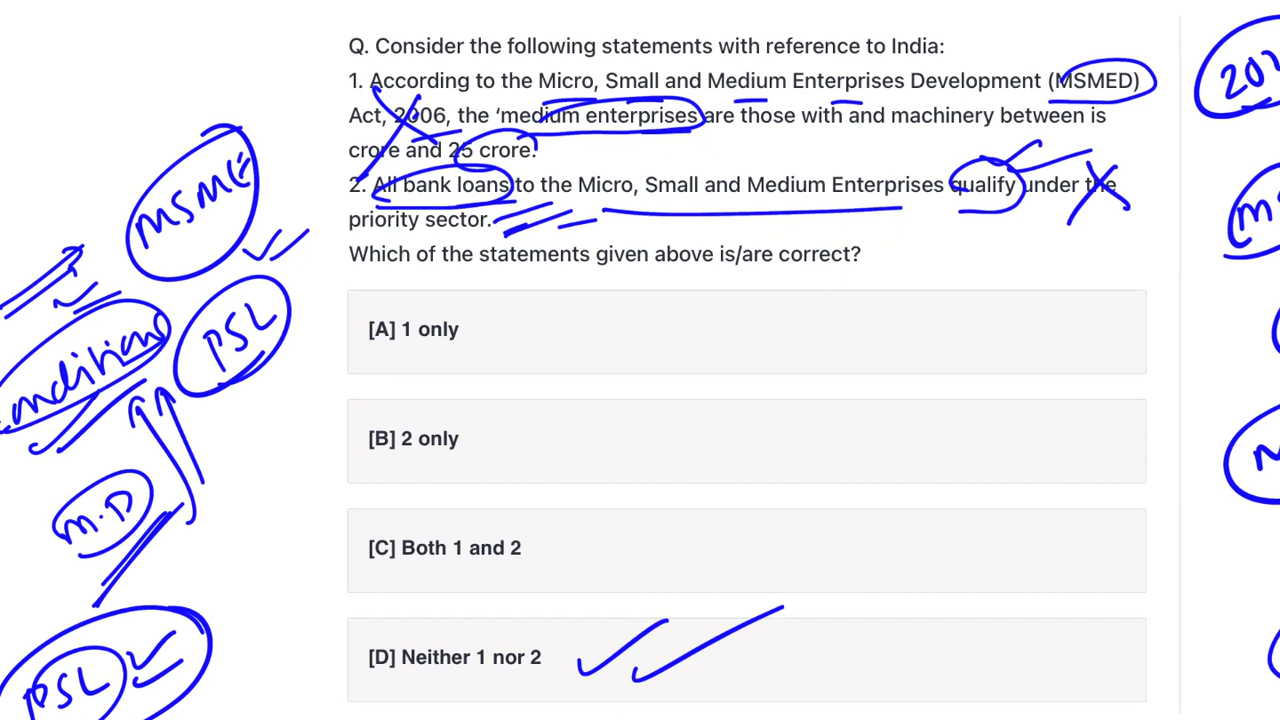 Q. Consider the following statements with reference to India:
1. According to the Micro, Small and Medium Enterprises Development (MSMED)
Act, 2006, the ‘medium enterprises are those with and machinery between is
crore and 25 crore.
2. All bank loans to the Micro, Small and Medium Enterprises qualify under the
priority sector.
Which of the statements given above is/are correct?
[A] 1 only
[B] 2 only
[C] Both 1 and 2
[D] Neither 1 nor 2
MSME
PSL
M.D
PSL